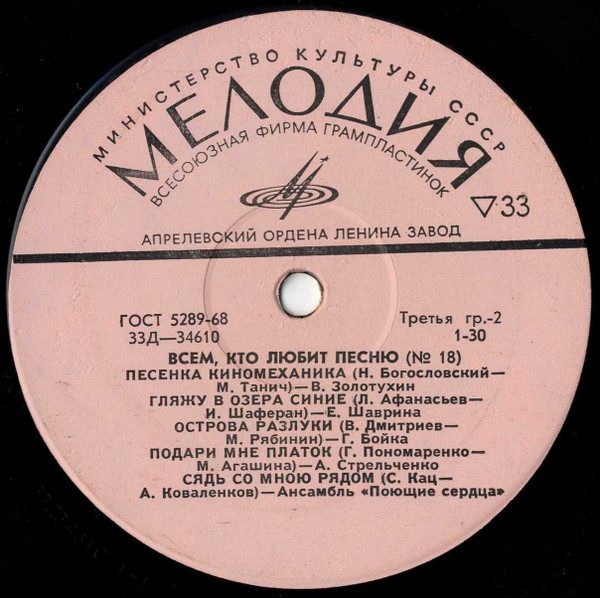 МИНИСТЕРСТВО КУЛЬТУРЫ СССР
МЕЛОДИЯ
ВСЕСОЮЗНАЯ ФИРМА ГРАМПЛАСТИНОК
▽33
АПРЕЛЕВСКИЙ ОРДЕНА ЛЕНИНА ЗАВОД
ГОСТ 5289-68 Третья гр.-2
33Д—34610 1-30
ВСЕМ, КТО ЛЮБИТ ПЕСНЮ (№ 18)
ПЕСЕНКА КИНОМЕХАНИКА (Н. Богословский—
М. Танич)—В. Золотухин
ГЛЯЖУ В ОЗЕРА СИНИЕ (Л. Афанасьев—
И. Шаферан)—Е. Шаврина
ОСТРОВА РАЗЛУКИ (В. Дмитриев—
М. Рябинин)—Г. Бойка
ПОДАРИ МНЕ ПЛАТОК (Г. Пономаренко—
М. Агашина)—А. Стрельченко
СЯДЬ СО МНОЮ РЯДОМ (С. Кац—
А. Коваленков)—Ансамбль «Поющие сердца»